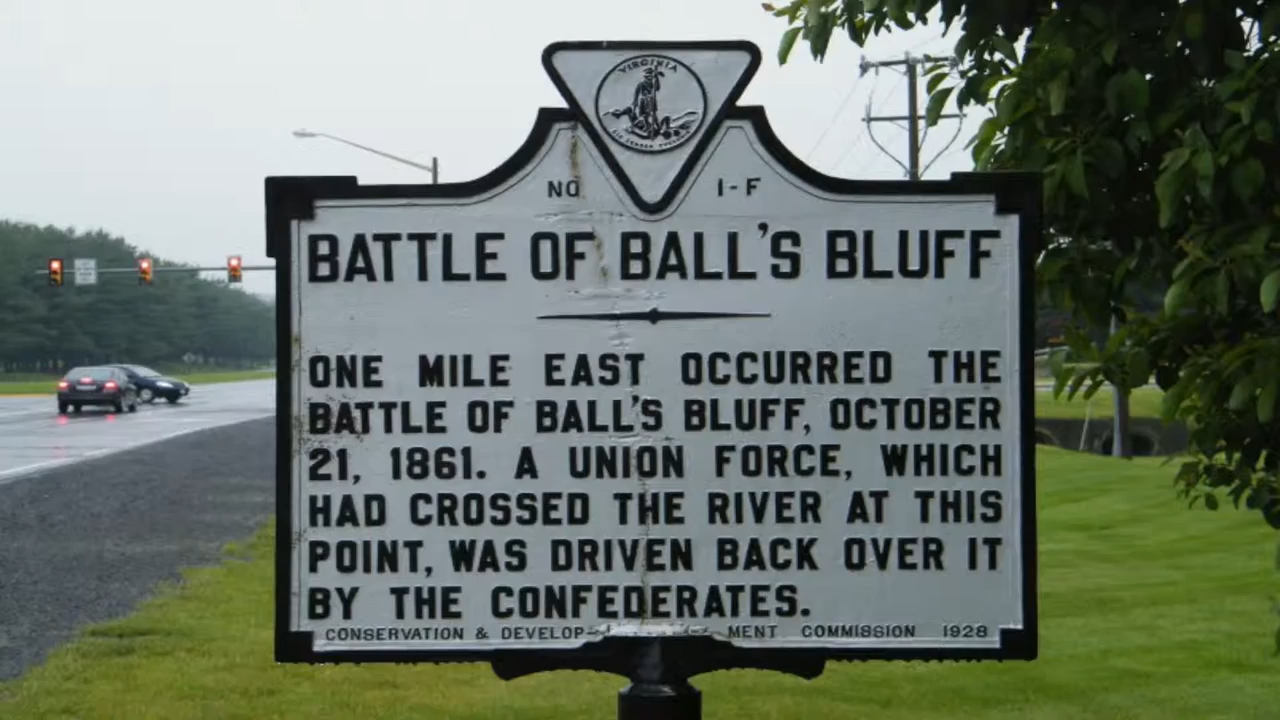 VIRGINIA
NO I-F
BATTLE OF BALL'S BLUFF
ONE MILE EAST OCCURRED THE
BATTLE OF BALL'S BLUFF, OCTOBER
21, 1861. A UNION FORCE, WHICH
HAD CROSSED THE RIVER AT THIS
POINT, WAS DRIVEN BACK OVER IT
BY THE CONFEDERATES.
CONSERVATION & DEVELOP- MENT COMMISSION 1928